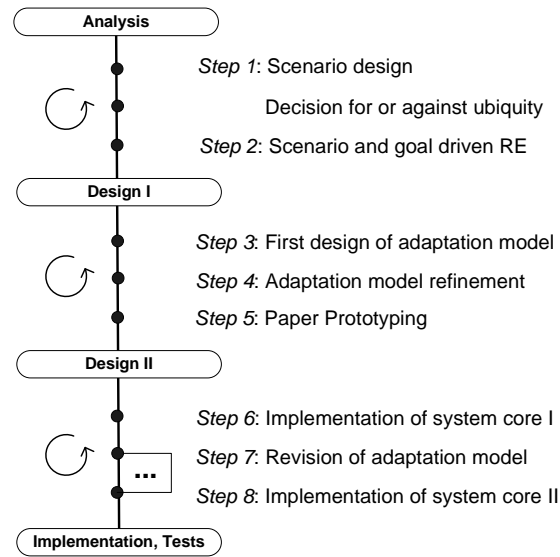 Analysis
Step 1: Scenario design
Decision for or against ubiquity
Step 2: Scenario and goal driven RE
Design I
Step 3: First design of adaptation model
Step 4: Adaptation model refinement
Step 5: Paper Prototyping
Design II
Step 6: Implementation of system core I
Step 7: Revision of adaptation model
...
Step 8: Implementation of system core II
Implementation, Tests